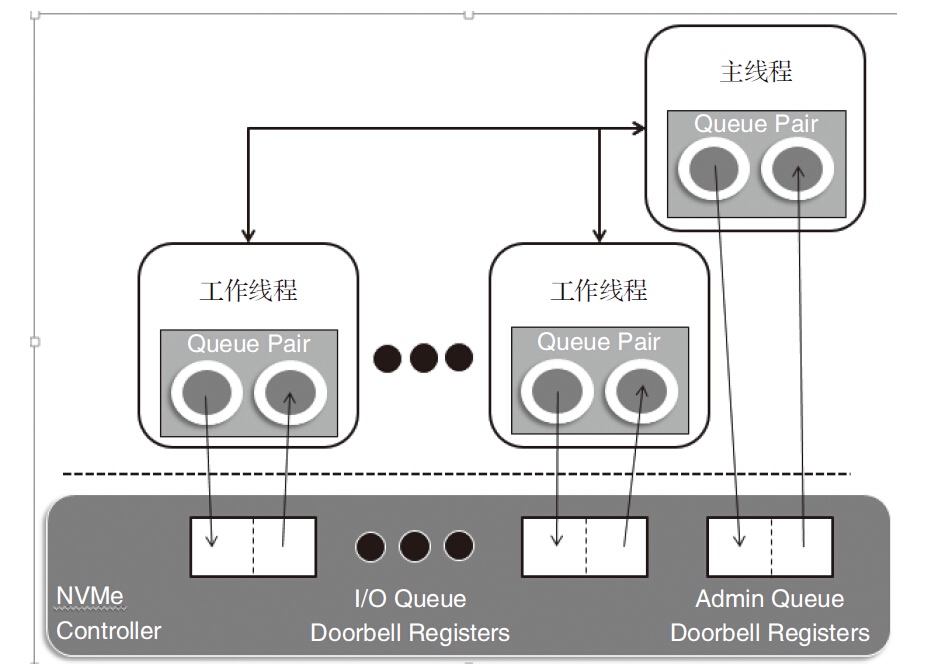 主线程
Queue Pair
工作线程
Queue Pair
工作线程
Queue Pair
NVMe
Controller
I/O Queue
Doorbell Registers
Admin Queue
Doorbell Registers